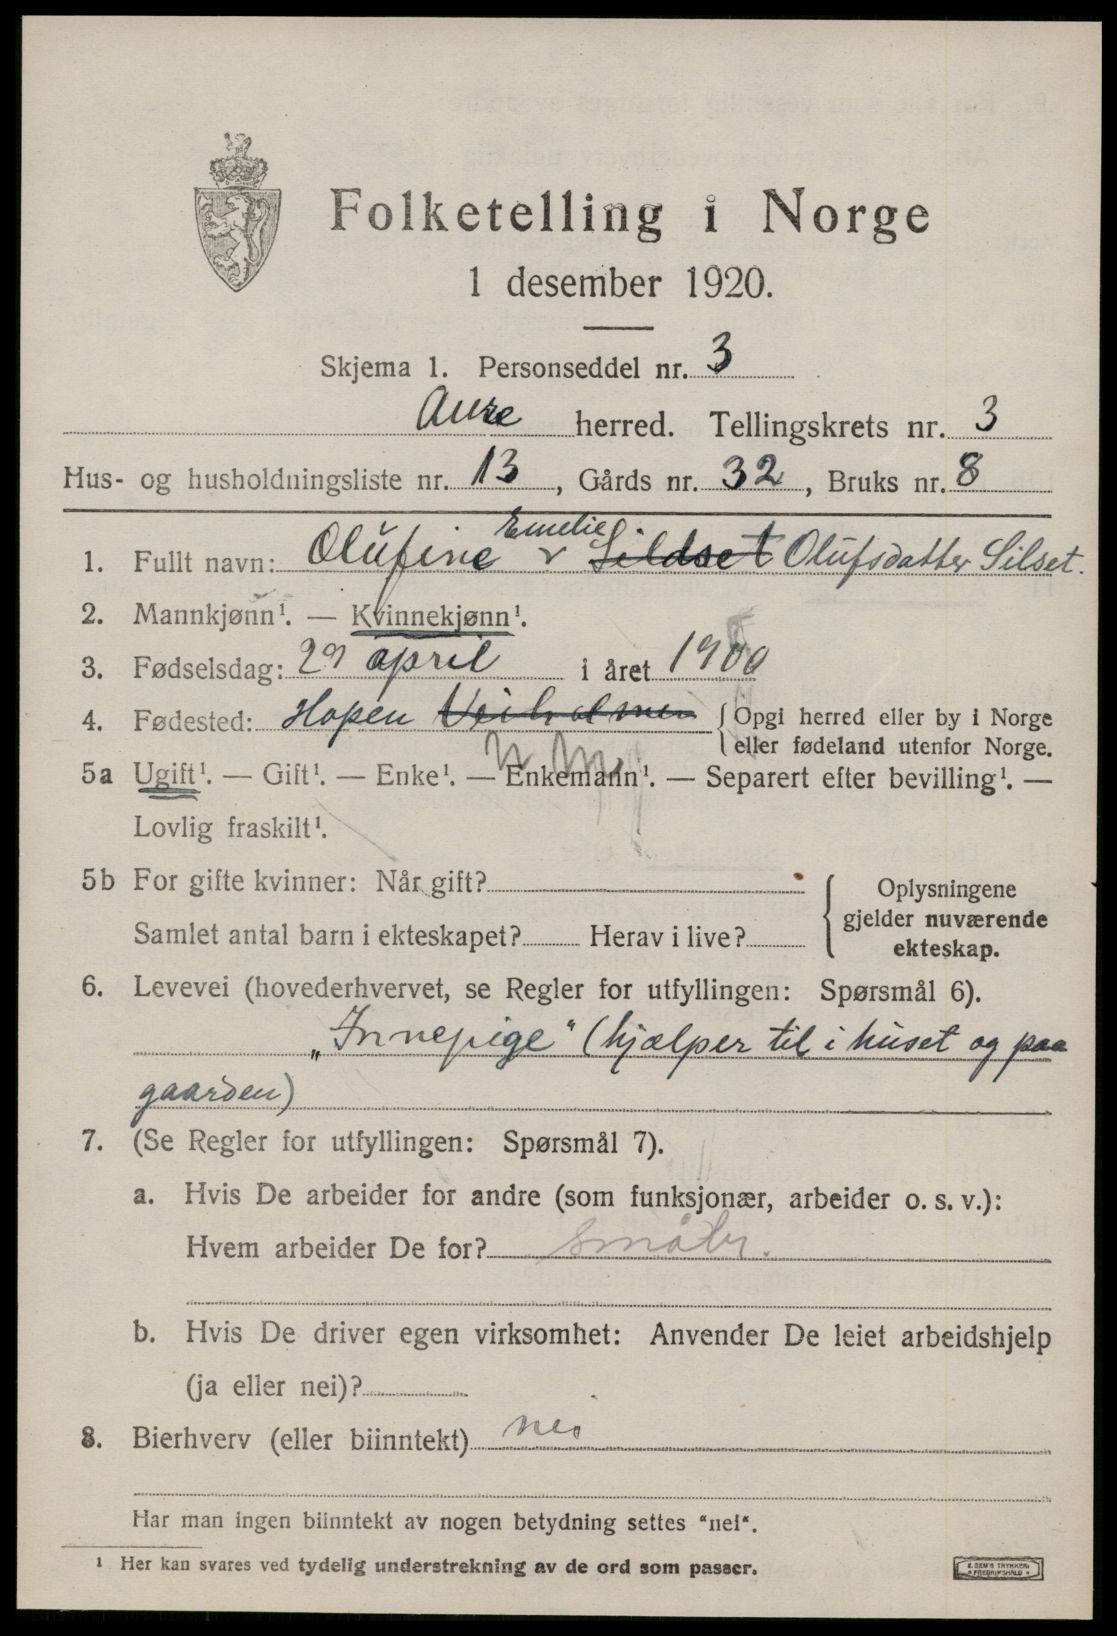 Folketelling i Norge
1 desember 1920.
Skjema 1. Personseddel nr. 3
Aure herred. Tellingskrets nr. 3
Hus- og husholdningsliste nr. 13, Gårds nr. 32, Bruks nr. 8
1. Fullt navn: Olufine Emelie Sildset Olufsdatter Silset.
2. Mannkjønn¹. — Kvinnekjønn¹.
3. Fødselsdag: 29 april i året 1900
4. Fødested: Hopen Veiholmen {Opgi herred eller by i Norge
eller fødeland utenfor Norge.
N M
5a Ugift¹. — Gift¹. — Enke¹. — Enkemann¹. — Separert efter bevilling¹. —
Lovlig fraskilt¹.
5b For gifte kvinner: Når gift?
Samlet antal barn i ekteskapet? Herav i live?
{Oplysningene
gjelder nuværende
ekteskap.
6. Levevei (hovederhvervet, se Regler for utfyllingen: Spørsmål 6).
„Innepige“ (hjælper til i huset og paa
gaarden)
7. (Se Regler for utfyllingen: Spørsmål 7).
a. Hvis De arbeider for andre (som funksjonær, arbeider o. s. v.):
Hvem arbeider De for? småbr.
b. Hvis De driver egen virksomhet: Anvender De leiet arbeidshjelp
(ja eller nei)?
8. Bierhverv (eller biinntekt) nei
Har man ingen biinntekt av nogen betydning settes "nei".
¹ Her kan svares ved tydelig understrekning av de ord som passer.
E. SEM'S TRYKKERI
FREDRIKSHALD